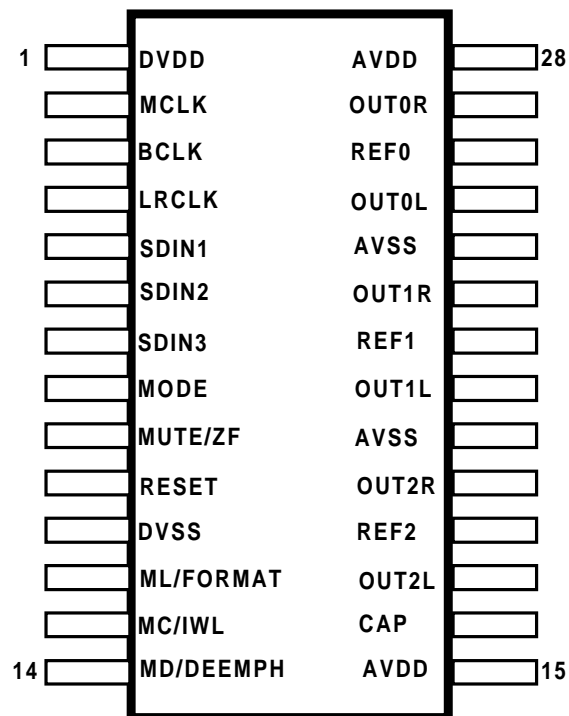 1 DVDD AVDD 28
MCLK OUT0R
BCLK REF0
LRCLK OUT0L
SDIN1 AVSS
SDIN2 OUT1R
SDIN3 REF1
MODE OUT1L
MUTE/ZF AVSS
RESET OUT2R
DVSS REF2
ML/FORMAT OUT2L
MC/IWL CAP
14 MD/DEEMPH AVDD 15